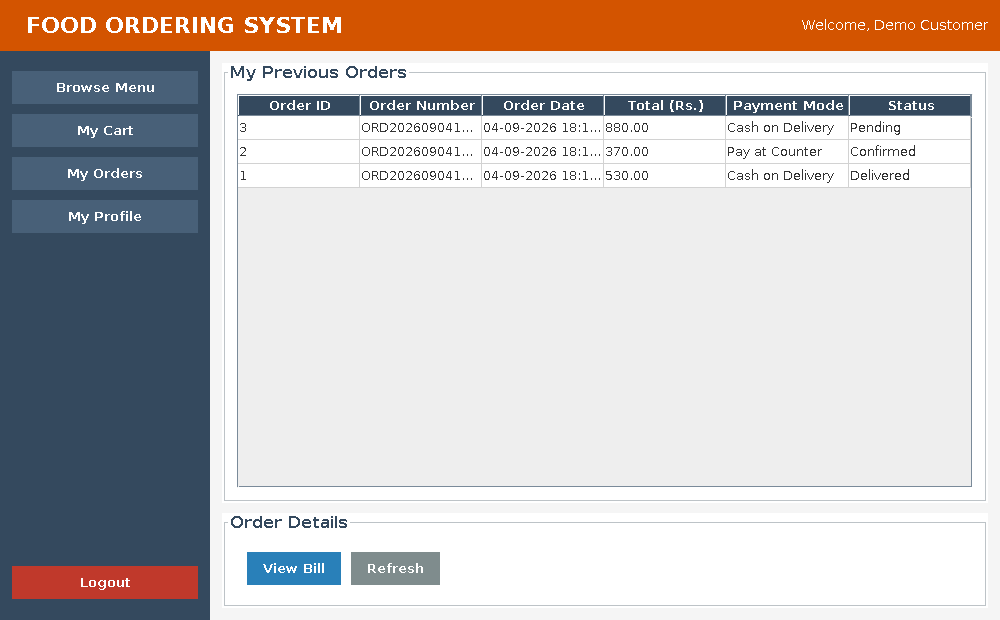 FOOD ORDERING SYSTEM
Welcome, Demo Customer
Browse Menu
My Cart
My Orders
My Profile
Logout
My Previous Orders
Order ID Order Number Order Date Total (Rs.) Payment Mode Status
3 ORD202609041... 04-09-2026 18:1... 880.00 Cash on Delivery Pending
2 ORD202609041... 04-09-2026 18:1... 370.00 Pay at Counter Confirmed
1 ORD202609041... 04-09-2026 18:1... 530.00 Cash on Delivery Delivered
Order Details
View Bill Refresh